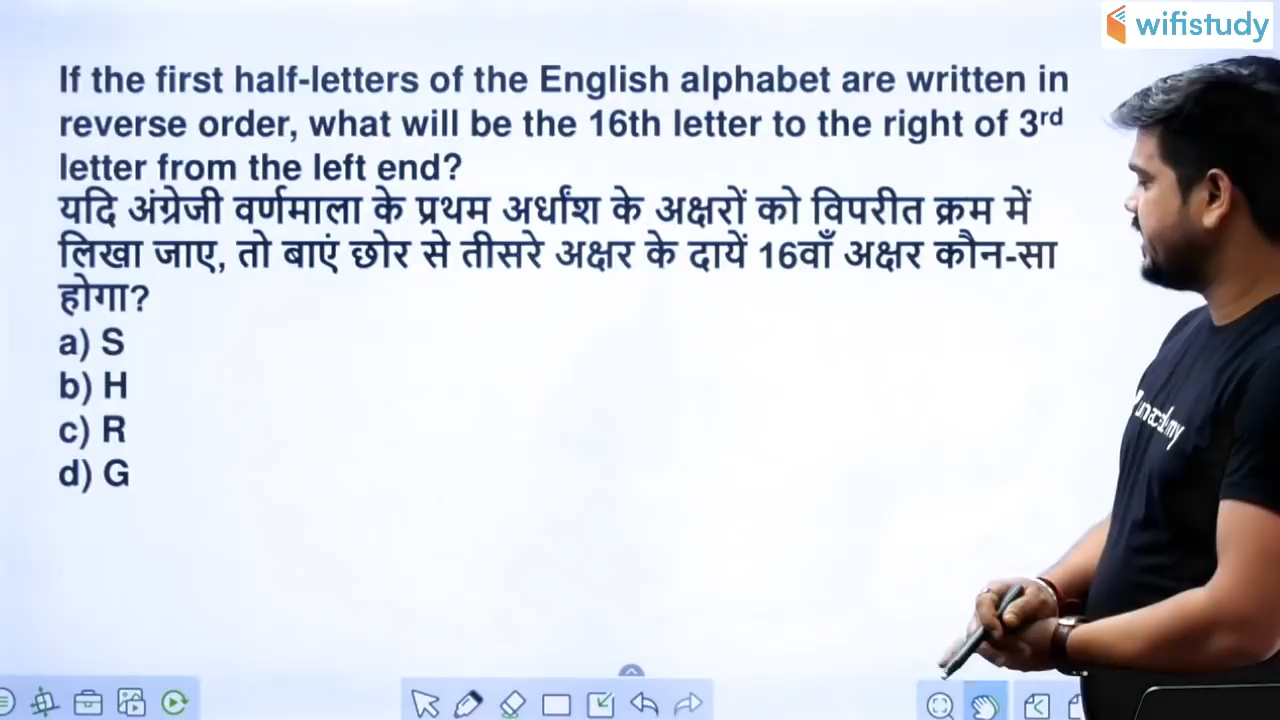 wifistudy
If the first half-letters of the English alphabet are written in
reverse order, what will be the 16th letter to the right of 3rd
letter from the left end?
यदि अंग्रेजी वर्णमाला के प्रथम अर्धांश के अक्षरों को विपरीत क्रम में
लिखा जाए, तो बाएं छोर से तीसरे अक्षर के दायें 16वाँ अक्षर कौन-सा
होगा?
a) S
b) H
c) R
d) G
unacademy